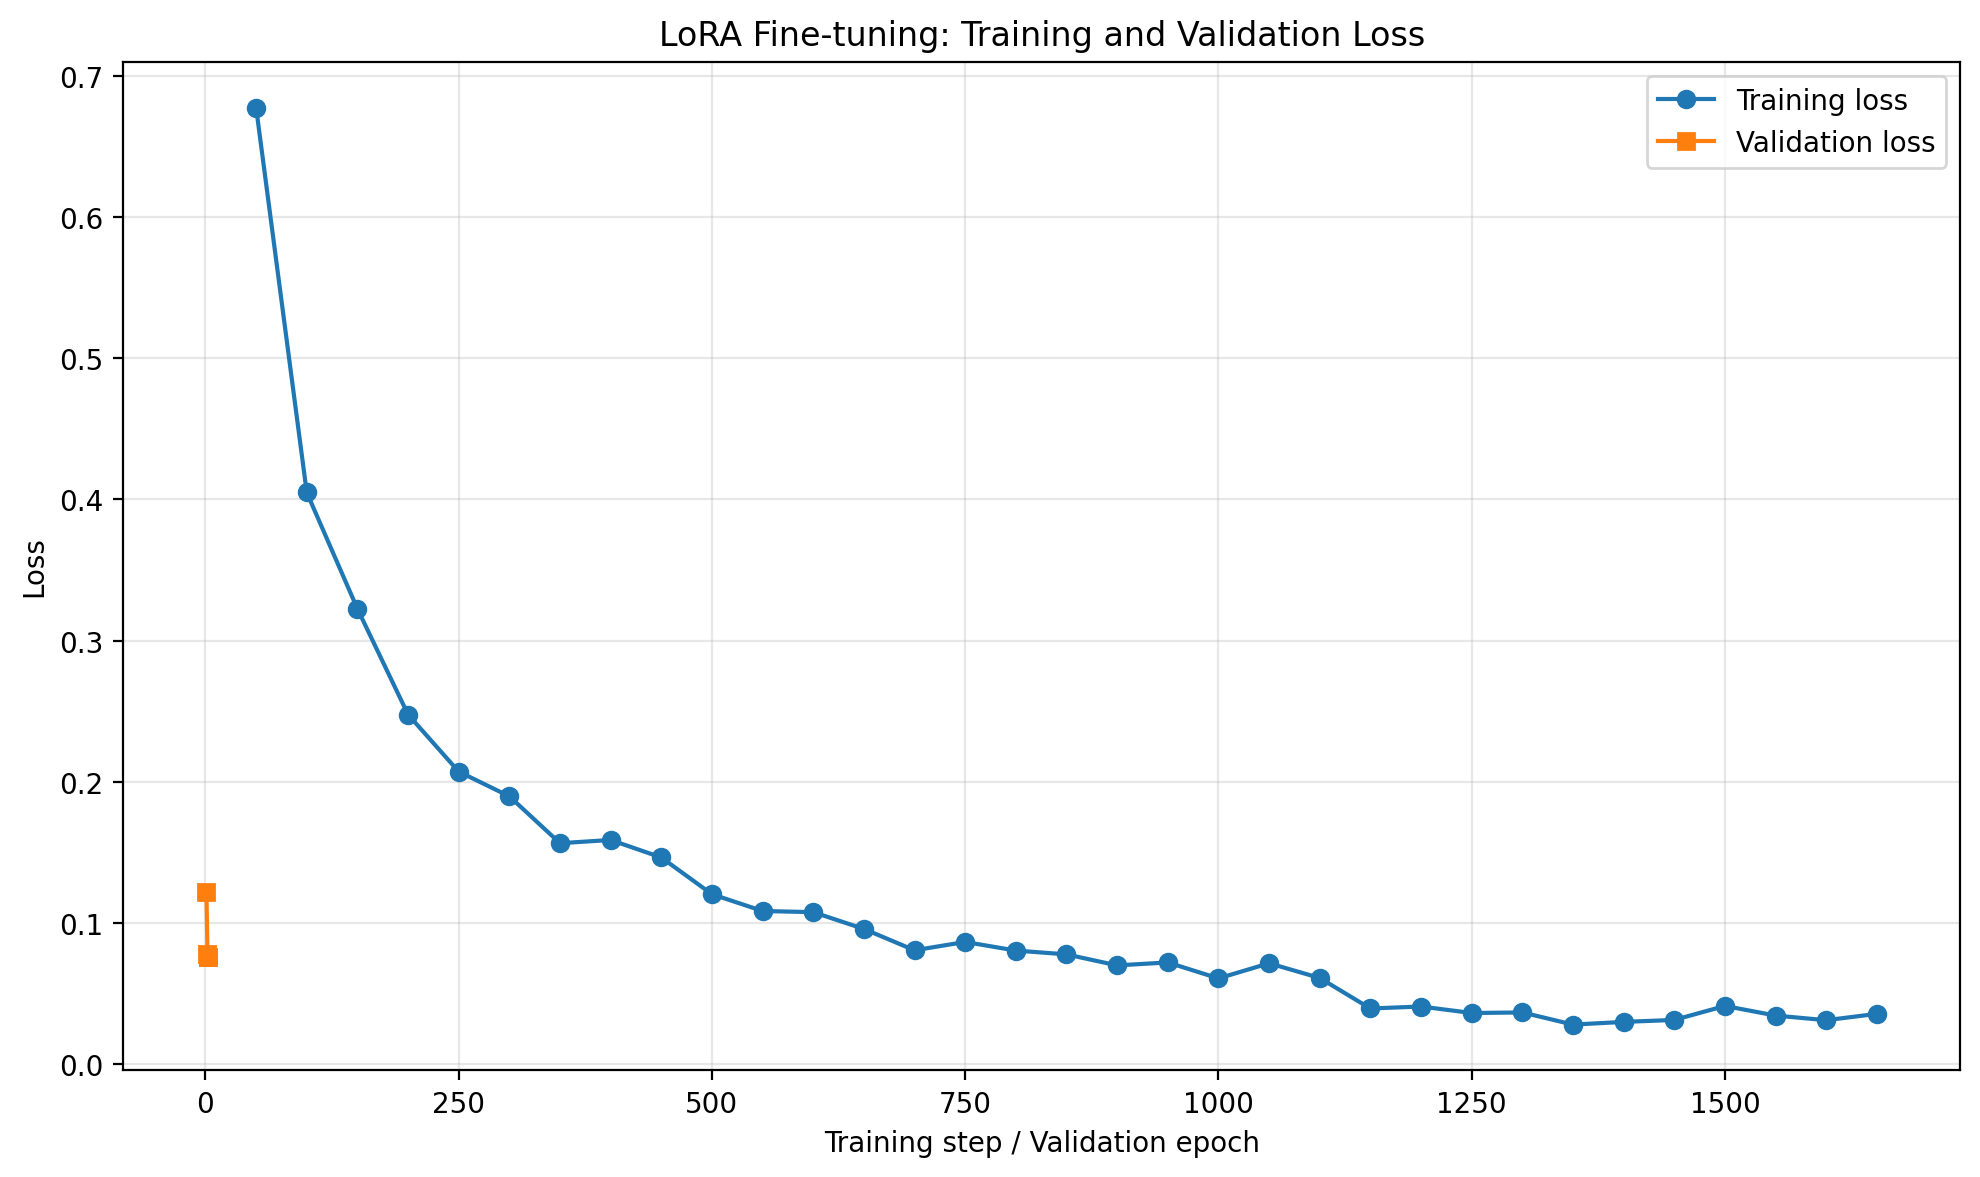 LoRA Fine-tuning: Training and Validation Loss
0.7
0.6
0.5
0.4
0.3
0.2
0.1
0.0
Loss
Training loss
Validation loss
0 250 500 750 1000 1250 1500
Training step / Validation epoch